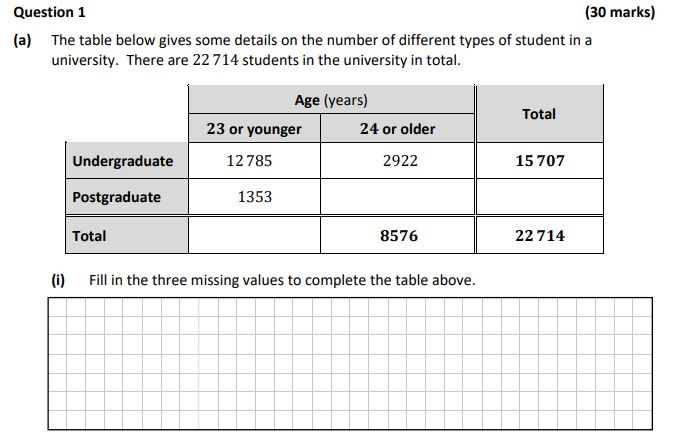 Question 1 (30 marks)
(a) The table below gives some details on the number of different types of student in a
university. There are 22 714 students in the university in total.
Age (years) Total
23 or younger 24 or older
Undergraduate 12 785 2922 15 707
Postgraduate 1353
Total 8576 22 714
(i) Fill in the three missing values to complete the table above.